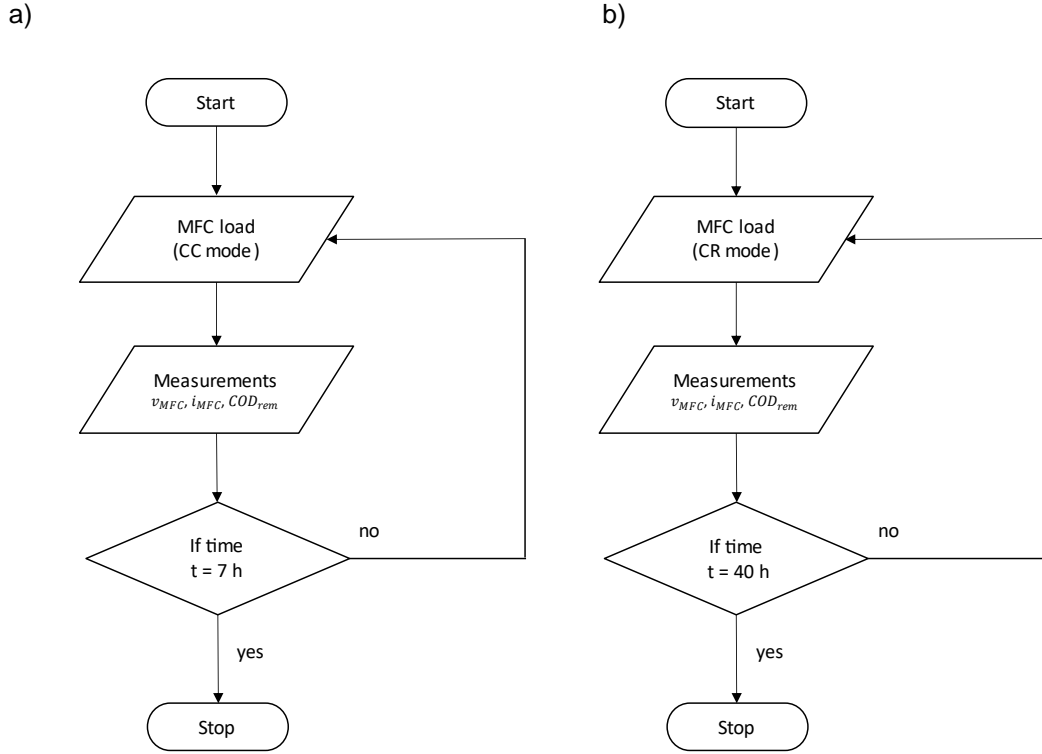 a)
Start
MFC load
(CC mode)
Measurements
v_MFC, i_MFC, COD_rem
If time
t = 7 h
no
yes
Stop
b)
Start
MFC load
(CR mode)
Measurements
v_MFC, i_MFC, COD_rem
If time
t = 40 h
no
yes
Stop